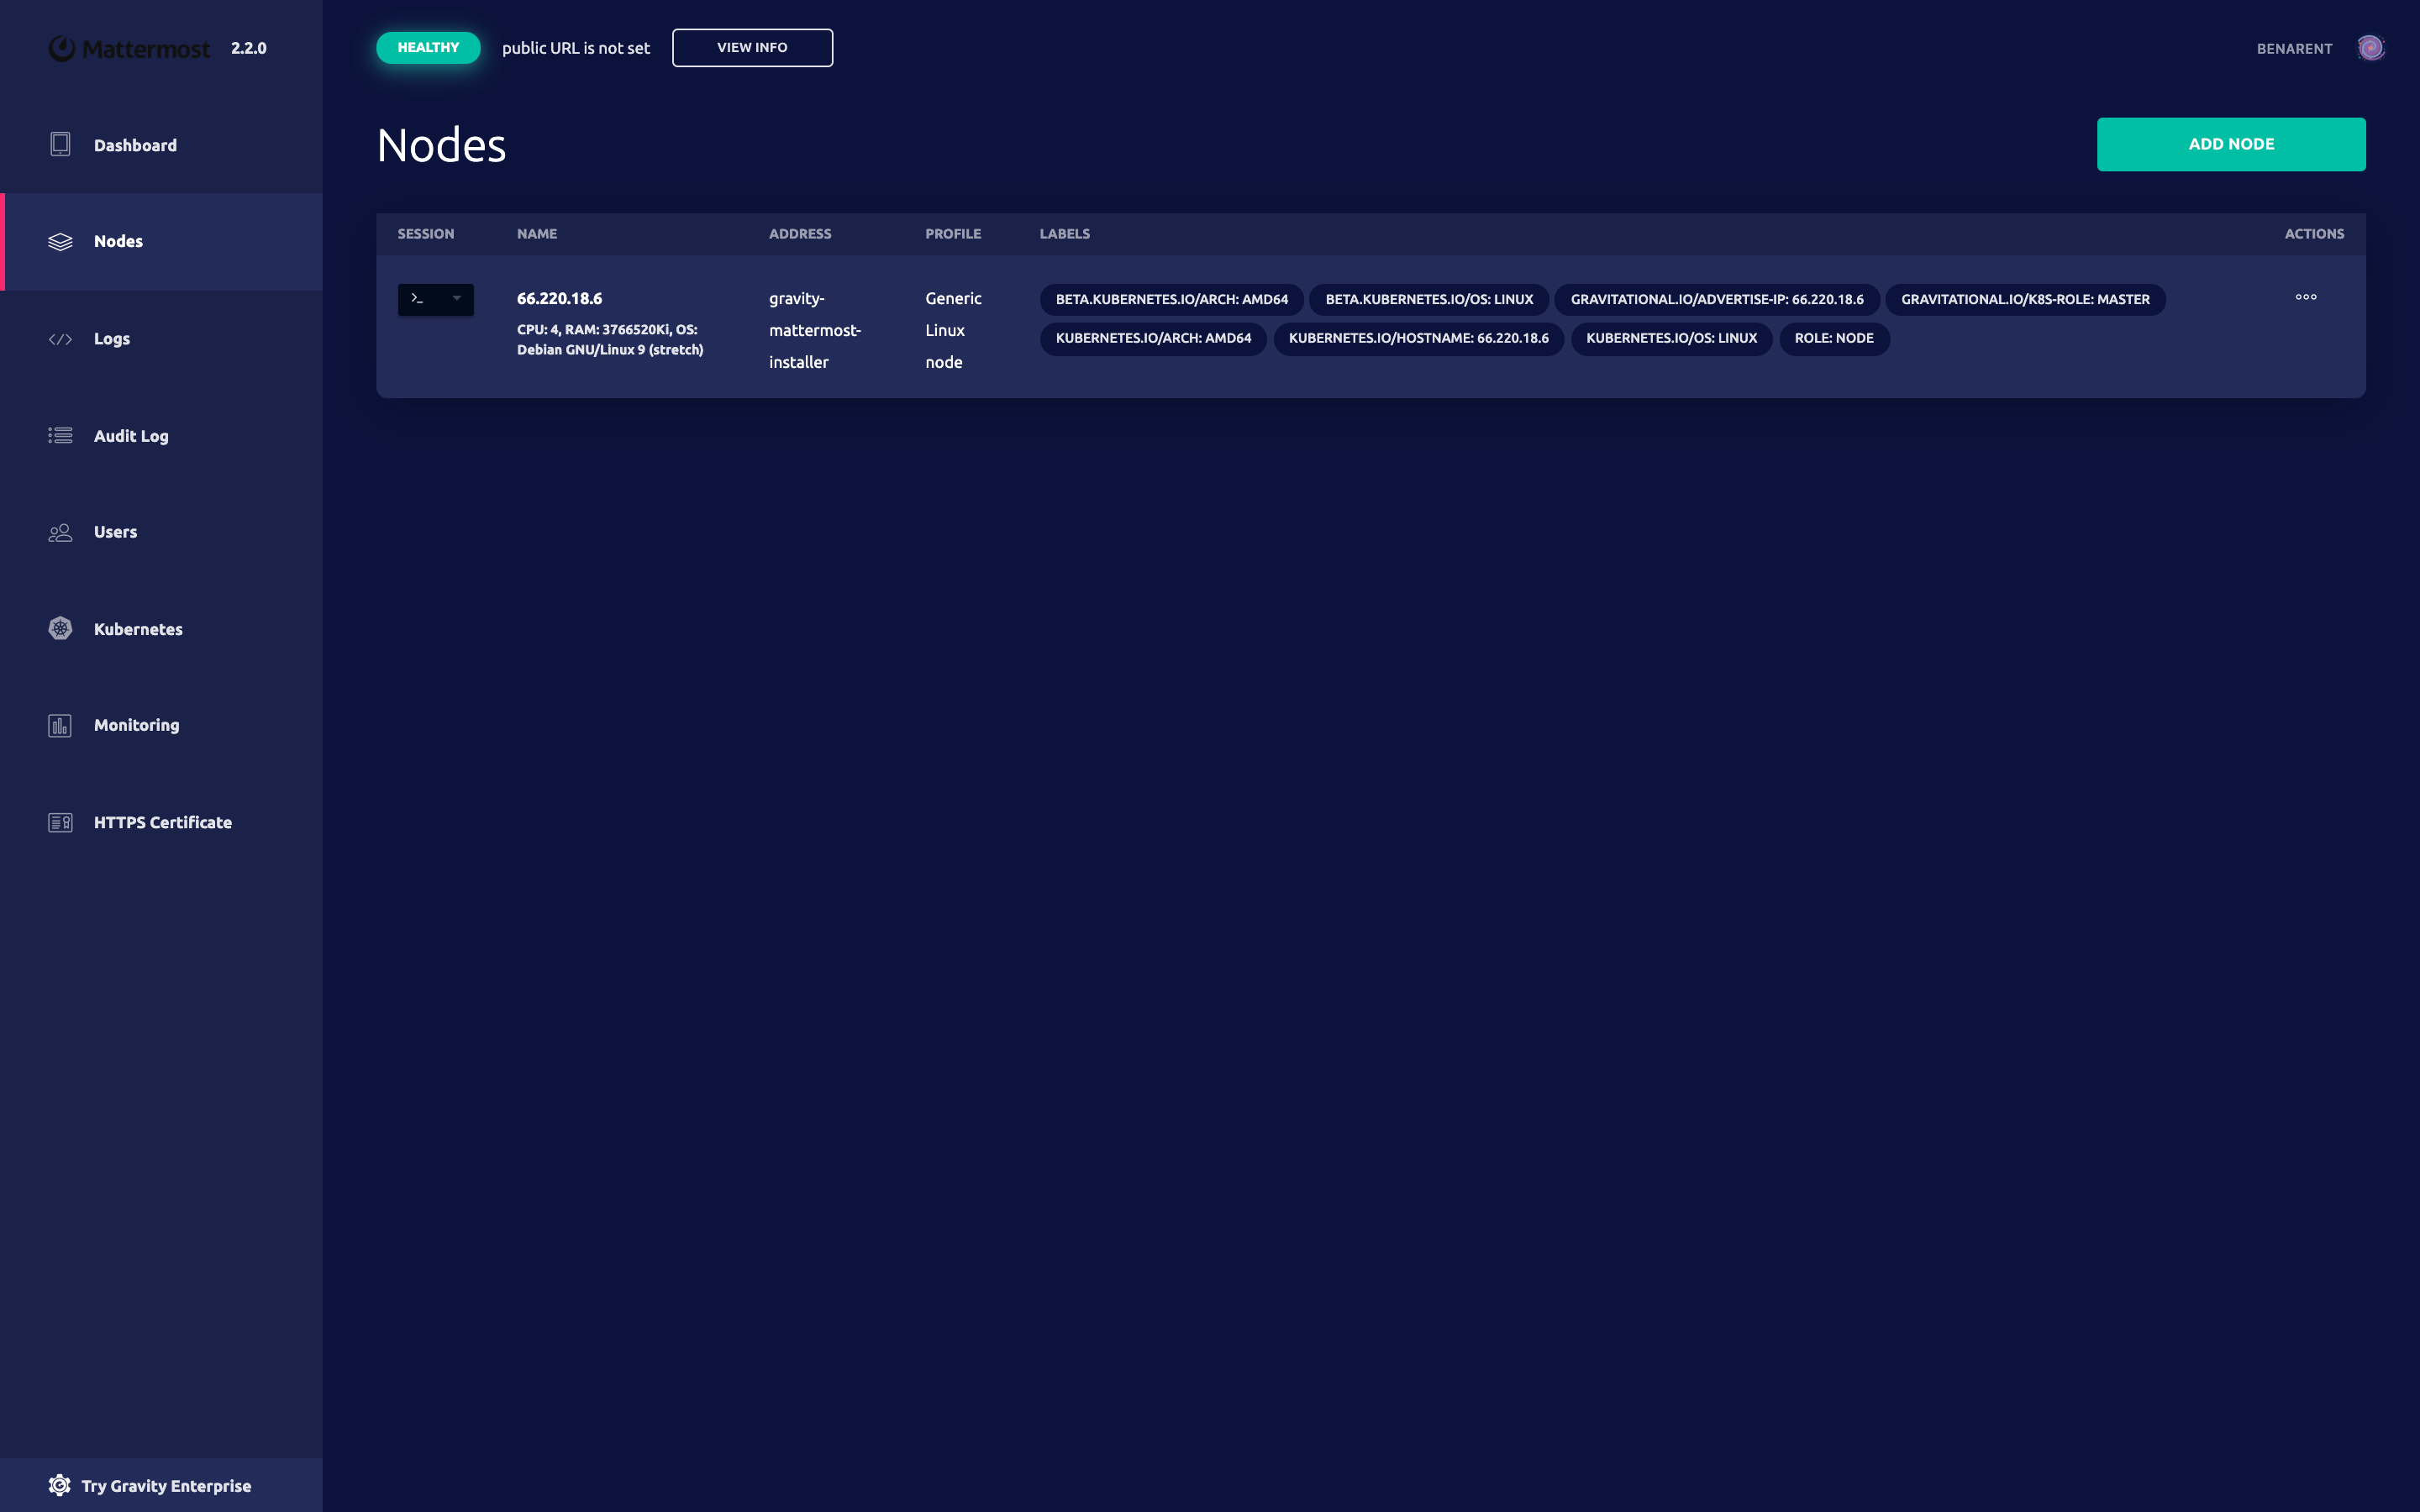 Mattermost 2.2.0
HEALTHY public URL is not set VIEW INFO
BENARENT
Dashboard
Nodes
Logs
Audit Log
Users
Kubernetes
Monitoring
HTTPS Certificate
Try Gravity Enterprise
Nodes
ADD NODE
SESSION NAME ADDRESS PROFILE LABELS ACTIONS
>_
66.220.18.6
CPU: 4, RAM: 3766520Ki, OS:
Debian GNU/Linux 9 (stretch)
gravity-
mattermost-
installer
Generic
Linux
node
BETA.KUBERNETES.IO/ARCH: AMD64 BETA.KUBERNETES.IO/OS: LINUX GRAVITATIONAL.IO/ADVERTISE-IP: 66.220.18.6 GRAVITATIONAL.IO/K8S-ROLE: MASTER
KUBERNETES.IO/ARCH: AMD64 KUBERNETES.IO/HOSTNAME: 66.220.18.6 KUBERNETES.IO/OS: LINUX ROLE: NODE